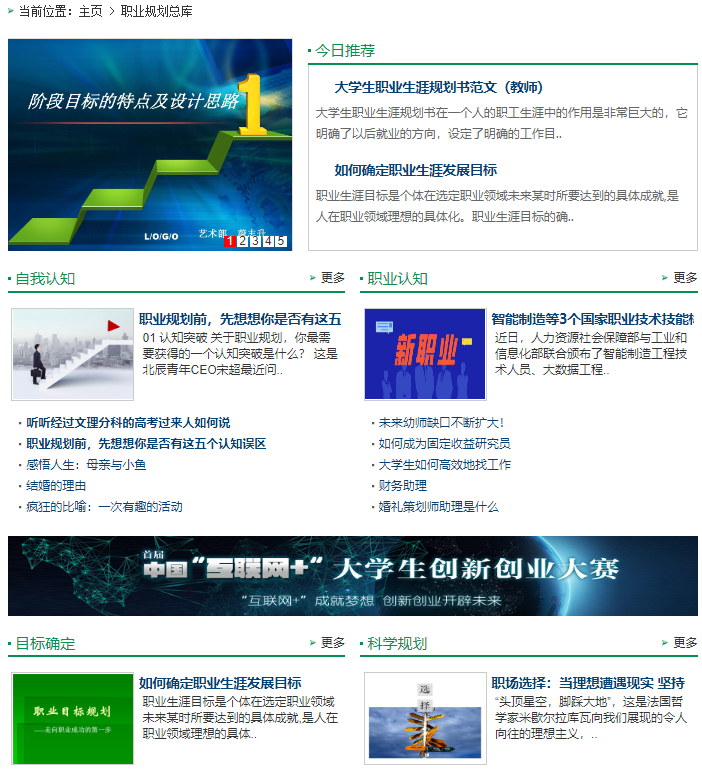 当前位置：主页 > 职业规划总库
阶段目标的特点及设计思路
1
L/O/G/O
艺术部
1 2 3 4 5
今日推荐
大学生职业生涯规划书范文（教师）
大学生职业生涯规划书在一个人的职工生涯中的作用是非常巨大的，它
明确了以后就业的方向，设定了明确的工作目..
如何确定职业生涯发展目标
职业生涯目标是个体在选定职业领域未来某时所要达到的具体成就,是
人在职业领域理想的具体化。职业生涯目标的确..
自我认知
更多
职业规划前，先想想你是否有这五
01 认知突破 关于职业规划，你最需
要获得的一个认知突破是什么？ 这是
北辰青年CEO宋超最近问..
听听经过文理分科的高考过来人如何说
职业规划前，先想想你是否有这五个认知误区
感悟人生：母亲与小鱼
结婚的理由
疯狂的比喻：一次有趣的活动
职业认知
更多
新职业
智能制造等3个国家职业技术技能标
近日，人力资源社会保障部与工业和
信息化部联合颁布了智能制造工程技
术人员、大数据工程..
未来幼师缺口不断扩大！
如何成为固定收益研究员
大学生如何高效地找工作
财务助理
婚礼策划师助理是什么
首届
中国“互联网+”大学生创新创业大赛
“互联网+”成就梦想 创新创业开辟未来
目标确定
更多
职业目标规划
——走向职业成功的第一步
如何确定职业生涯发展目标
职业生涯目标是个体在选定职业领域
未来某时所要达到的具体成就,是人在
职业领域理想的具体..
科学规划
更多
选
择
职场选择：当理想遭遇现实 坚持
“头顶星空，脚踩大地”，这是法国哲
学家米歇尔拉库瓦向我们展现的令人
向往的理想主义，..